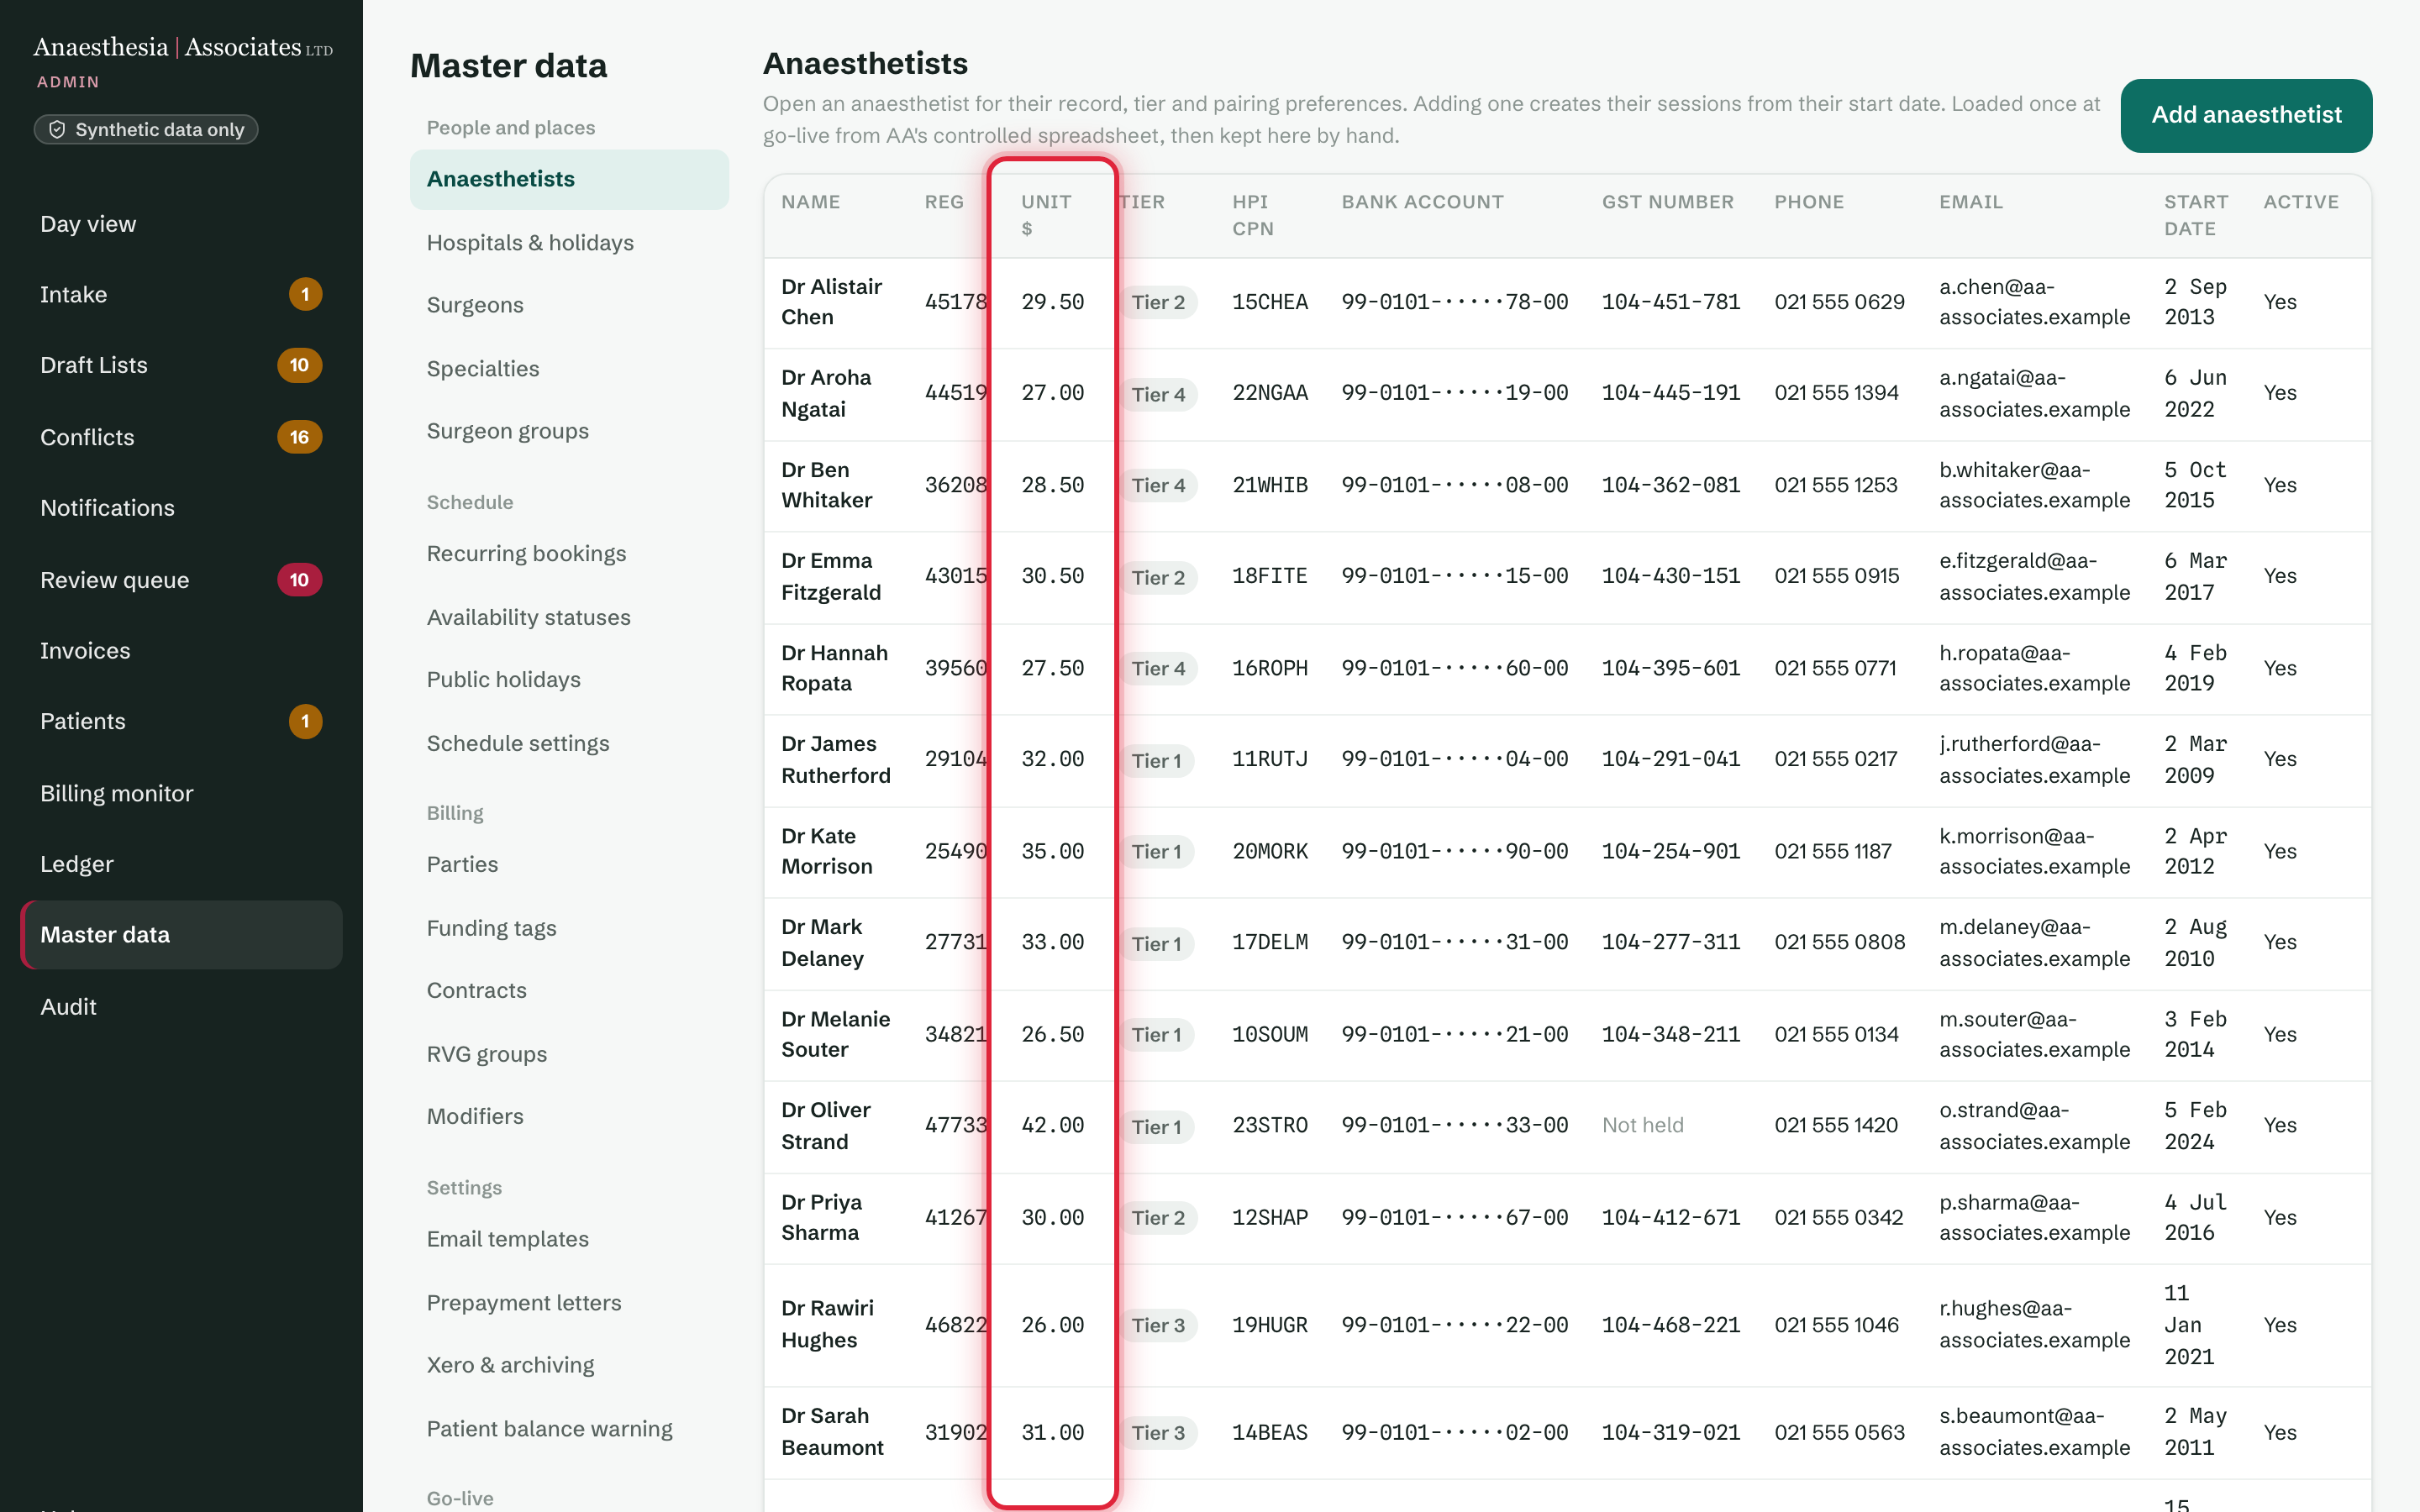 Anaesthesia | Associates LTD
ADMIN
Synthetic data only
Day view
Intake 1
Draft Lists 10
Conflicts 16
Notifications
Review queue 10
Invoices
Patients 1
Billing monitor
Ledger
Master data
Audit
Master data
People and places
Anaesthetists
Hospitals & holidays
Surgeons
Specialties
Surgeon groups
Schedule
Recurring bookings
Availability statuses
Public holidays
Schedule settings
Billing
Parties
Funding tags
Contracts
RVG groups
Modifiers
Settings
Email templates
Prepayment letters
Xero & archiving
Patient balance warning
Go-live
Anaesthetists
Open an anaesthetist for their record, tier and pairing preferences. Adding one creates their sessions from their start date. Loaded once at
go-live from AA's controlled spreadsheet, then kept here by hand.
Add anaesthetist
NAME REG UNIT $ TIER HPI CPN BANK ACCOUNT GST NUMBER PHONE EMAIL START DATE ACTIVE
Dr Alistair Chen 45178 29.50 Tier 2 15CHEA 99-0101-·····78-00 104-451-781 021 555 0629 a.chen@aa-associates.example 2 Sep 2013 Yes
Dr Aroha Ngatai 44519 27.00 Tier 4 22NGAA 99-0101-·····19-00 104-445-191 021 555 1394 a.ngatai@aa-associates.example 6 Jun 2022 Yes
Dr Ben Whitaker 36208 28.50 Tier 4 21WHIB 99-0101-·····08-00 104-362-081 021 555 1253 b.whitaker@aa-associates.example 5 Oct 2015 Yes
Dr Emma Fitzgerald 43015 30.50 Tier 2 18FITE 99-0101-·····15-00 104-430-151 021 555 0915 e.fitzgerald@aa-associates.example 6 Mar 2017 Yes
Dr Hannah Ropata 39560 27.50 Tier 4 16ROPH 99-0101-·····60-00 104-395-601 021 555 0771 h.ropata@aa-associates.example 4 Feb 2019 Yes
Dr James Rutherford 29104 32.00 Tier 1 11RUTJ 99-0101-·····04-00 104-291-041 021 555 0217 j.rutherford@aa-associates.example 2 Mar 2009 Yes
Dr Kate Morrison 25490 35.00 Tier 1 20MORK 99-0101-·····90-00 104-254-901 021 555 1187 k.morrison@aa-associates.example 2 Apr 2012 Yes
Dr Mark Delaney 27731 33.00 Tier 1 17DELM 99-0101-·····31-00 104-277-311 021 555 0808 m.delaney@aa-associates.example 2 Aug 2010 Yes
Dr Melanie Souter 34821 26.50 Tier 1 10SOUM 99-0101-·····21-00 104-348-211 021 555 0134 m.souter@aa-associates.example 3 Feb 2014 Yes
Dr Oliver Strand 47733 42.00 Tier 1 23STRO 99-0101-·····33-00 Not held 021 555 1420 o.strand@aa-associates.example 5 Feb 2024 Yes
Dr Priya Sharma 41267 30.00 Tier 2 12SHAP 99-0101-·····67-00 104-412-671 021 555 0342 p.sharma@aa-associates.example 4 Jul 2016 Yes
Dr Rawiri Hughes 46822 26.00 Tier 3 19HUGR 99-0101-·····22-00 104-468-221 021 555 1046 r.hughes@aa-associates.example 11 Jan 2021 Yes
Dr Sarah Beaumont 31902 31.00 Tier 3 14BEAS 99-0101-·····02-00 104-319-021 021 555 0563 s.beaumont@aa-associates.example 2 May 2011 Yes
15